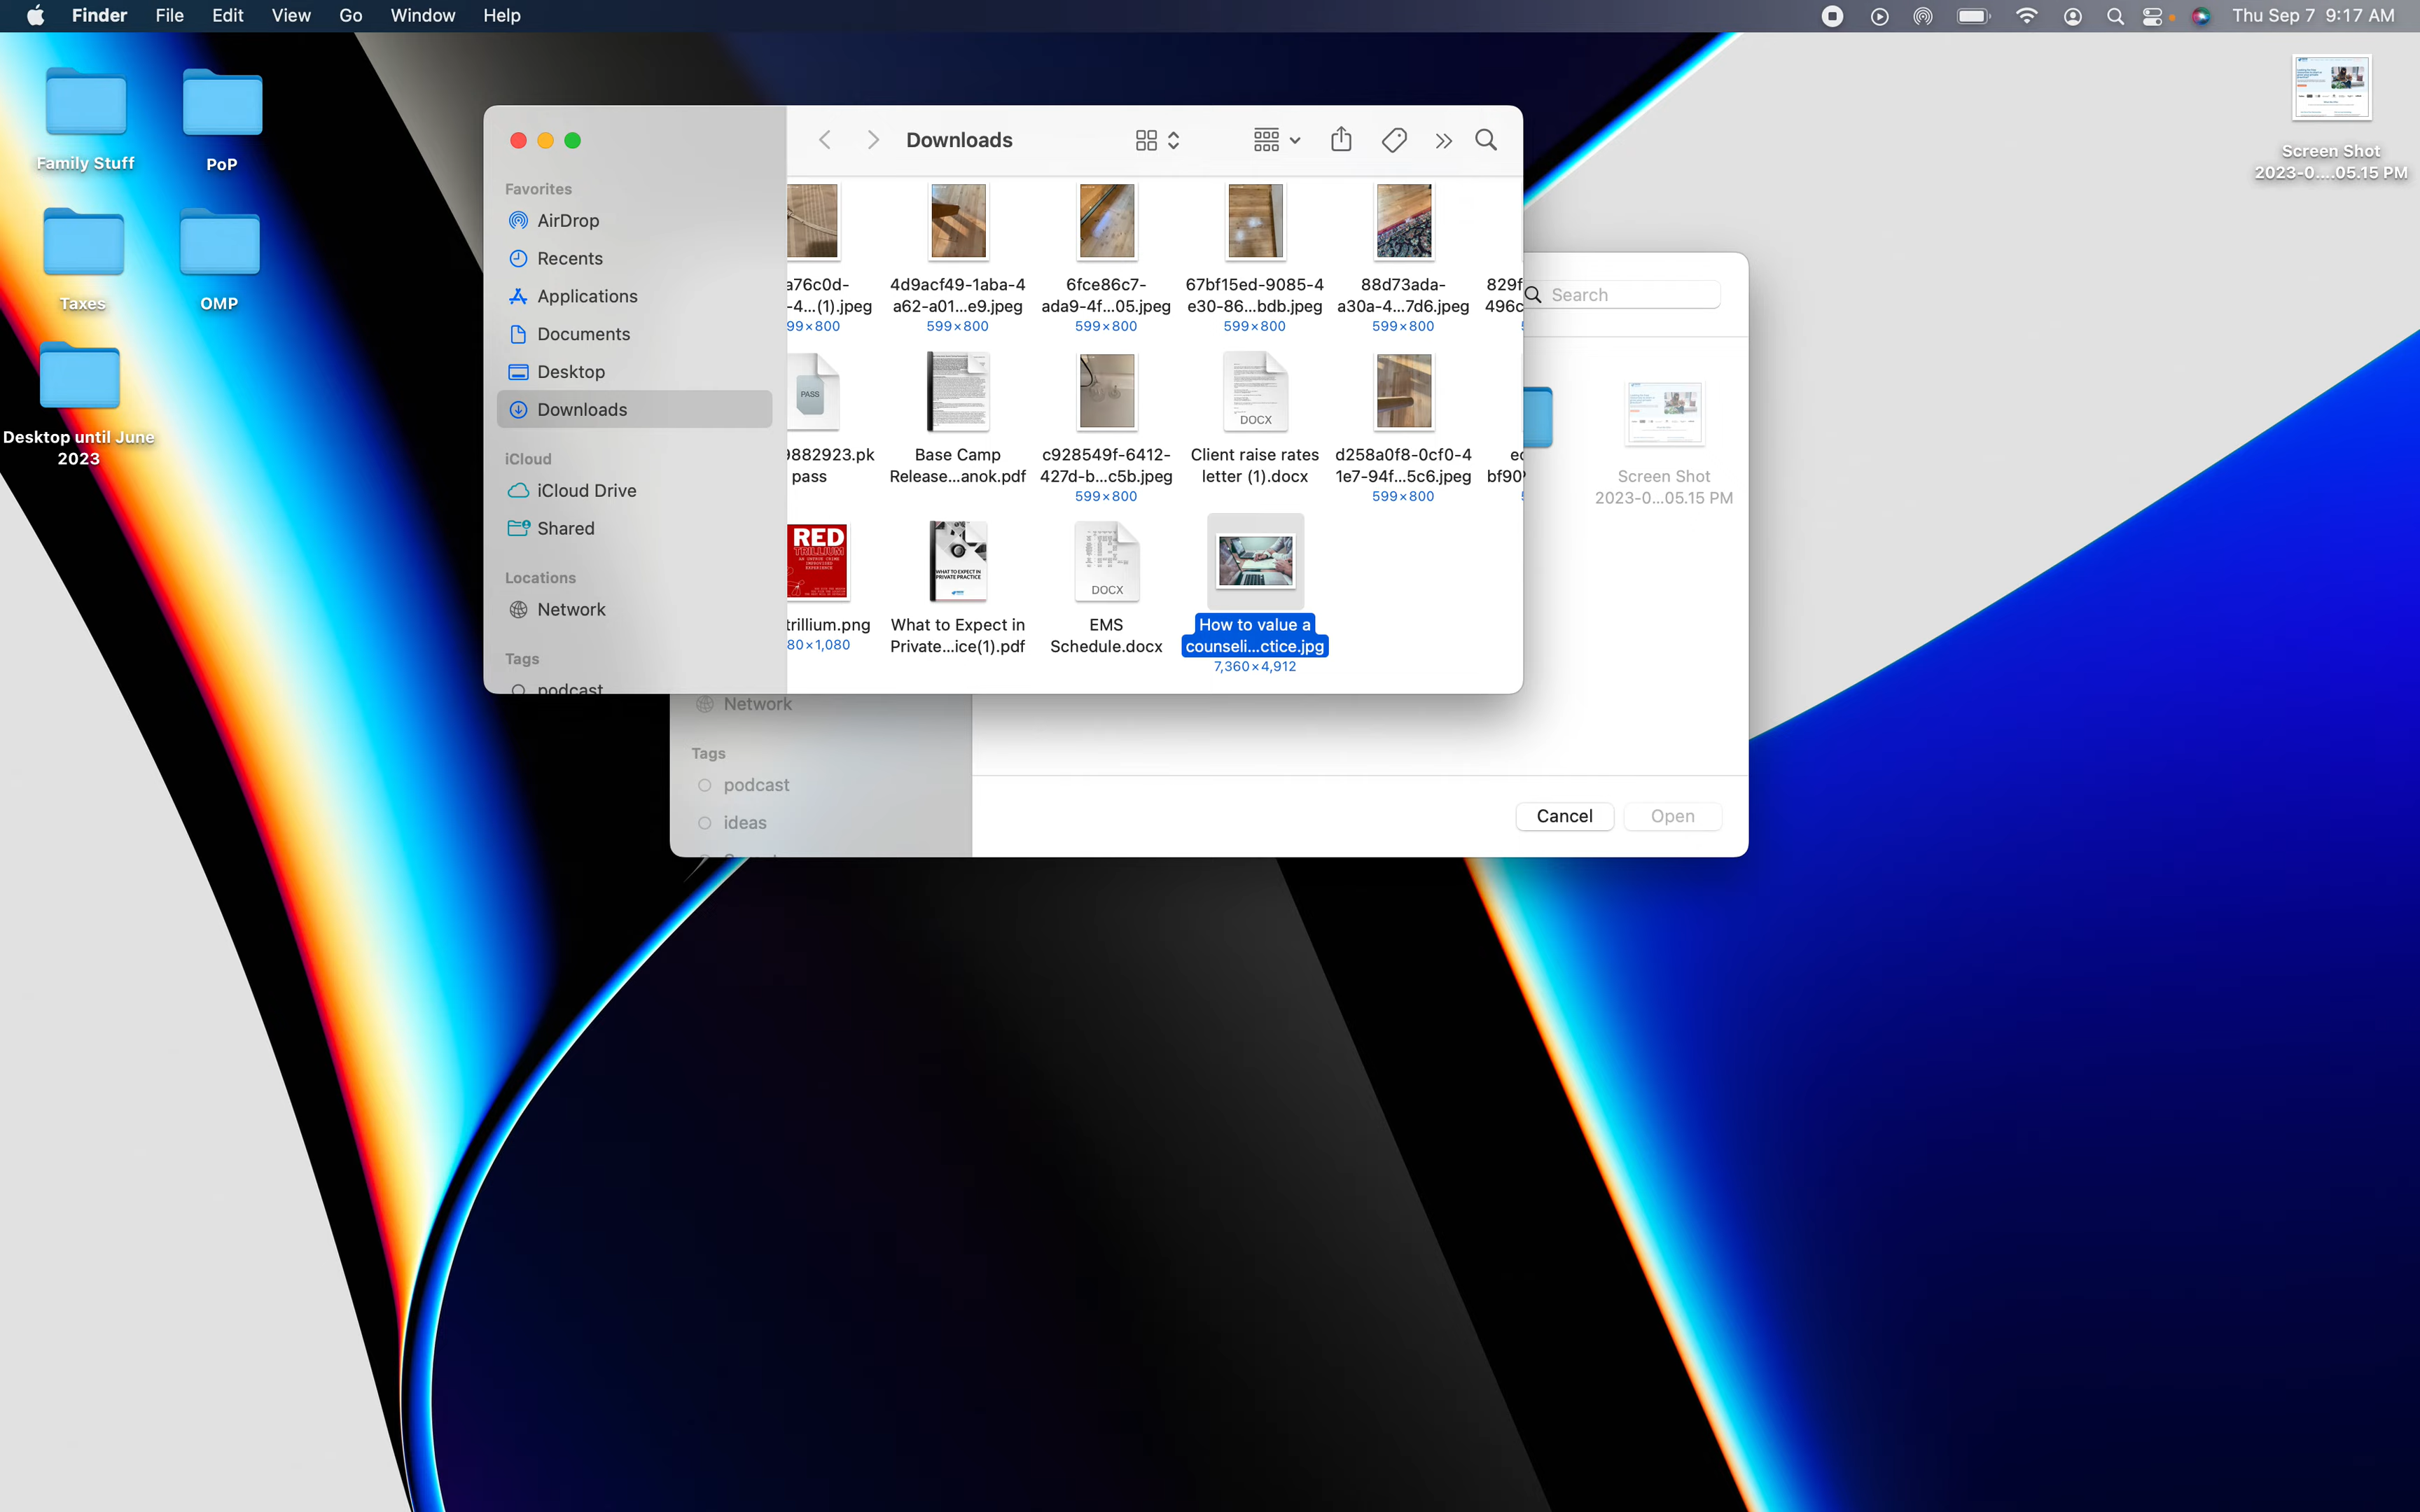 Finder File Edit View Go Window Help Thu Sep 7 9:17 AM
Family Stuff
PoP
Taxes
OMP
Desktop until June
2023
Screen Shot
2023-0....05.15 PM
Downloads
Favorites
AirDrop
Recents
Applications
Documents
Desktop
Downloads
iCloud
iCloud Drive
Shared
Locations
Network
Tags
podcast
a76c0d-
-4...(1).jpeg
99×800
4d9acf49-1aba-4
a62-a01...e9.jpeg
599×800
6fce86c7-
ada9-4f...05.jpeg
599×800
67bf15ed-9085-4
e30-86...bdb.jpeg
599×800
88d73ada-
a30a-4...7d6.jpeg
599×800
829f
496c
PASS
9882923.pk
pass
Base Camp
Release...anok.pdf
c928549f-6412-
427d-b...c5b.jpeg
599×800
DOCX
Client raise rates
letter (1).docx
d258a0f8-0cf0-4
1e7-94f...5c6.jpeg
599×800
RED
TRILLIUM
trillium.png
80×1,080
WHAT TO EXPECT IN
PRIVATE PRACTICE
What to Expect in
Private...ice(1).pdf
DOCX
EMS
Schedule.docx
How to value a
counseli...ctice.jpg
7,360×4,912
Search
Screen Shot
2023-0...05.15 PM
Network
Tags
podcast
ideas
Cancel
Open